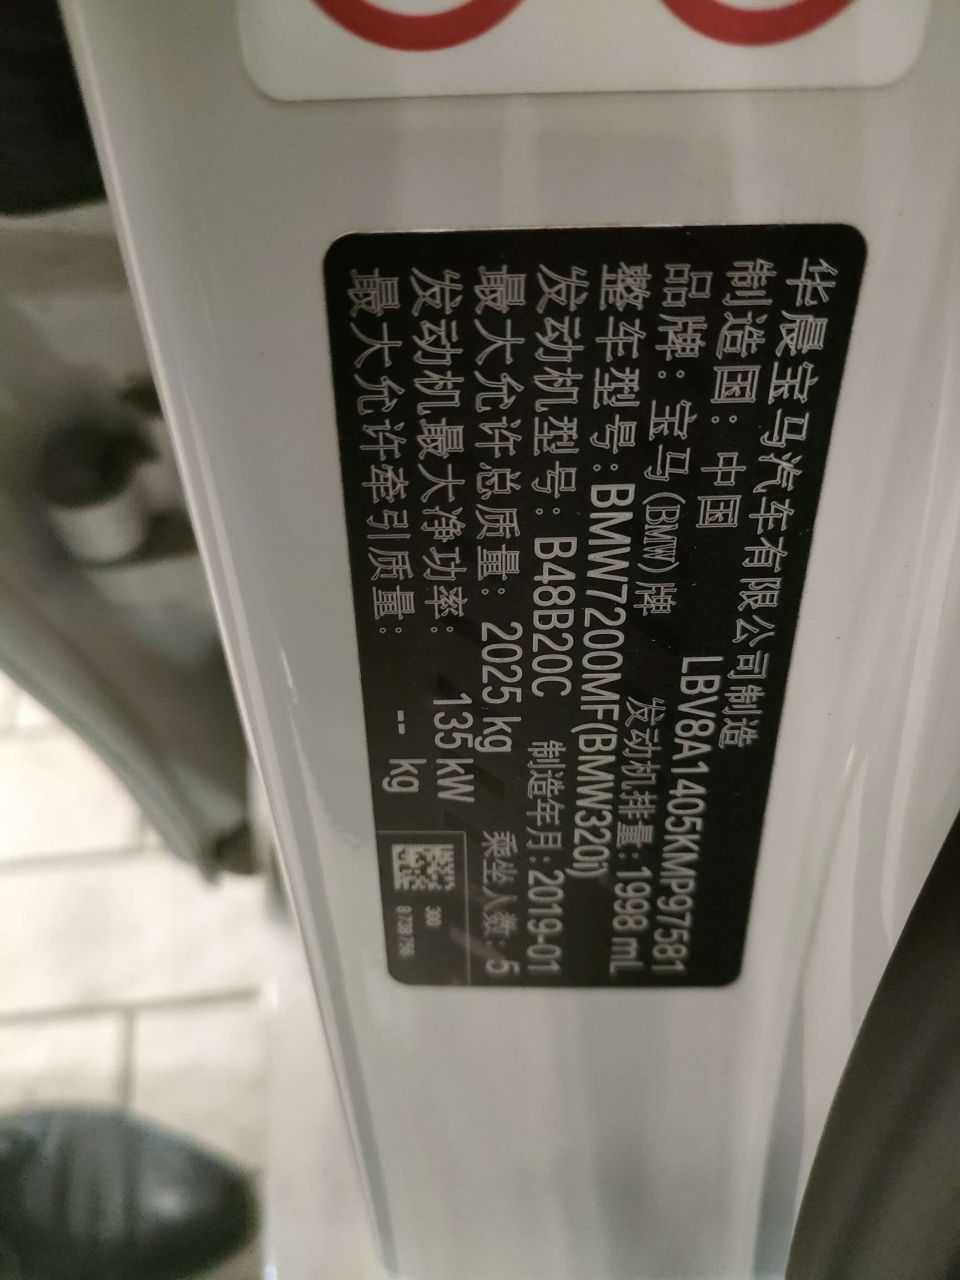 华晨宝马汽车有限公司制造
制造国：中国 LBV8A1405KMP97581
品牌：宝马(BMW)牌 发动机排量：1998 mL
整车型号：BMW7200MF(BMW320i)
发动机型号：B48B20C 制造年月：2019-01
最大允许总质量：2025 kg 乘坐人数：5
发动机最大净功率：135 kW
最大允许牵引质量：-- kg
300
8738756